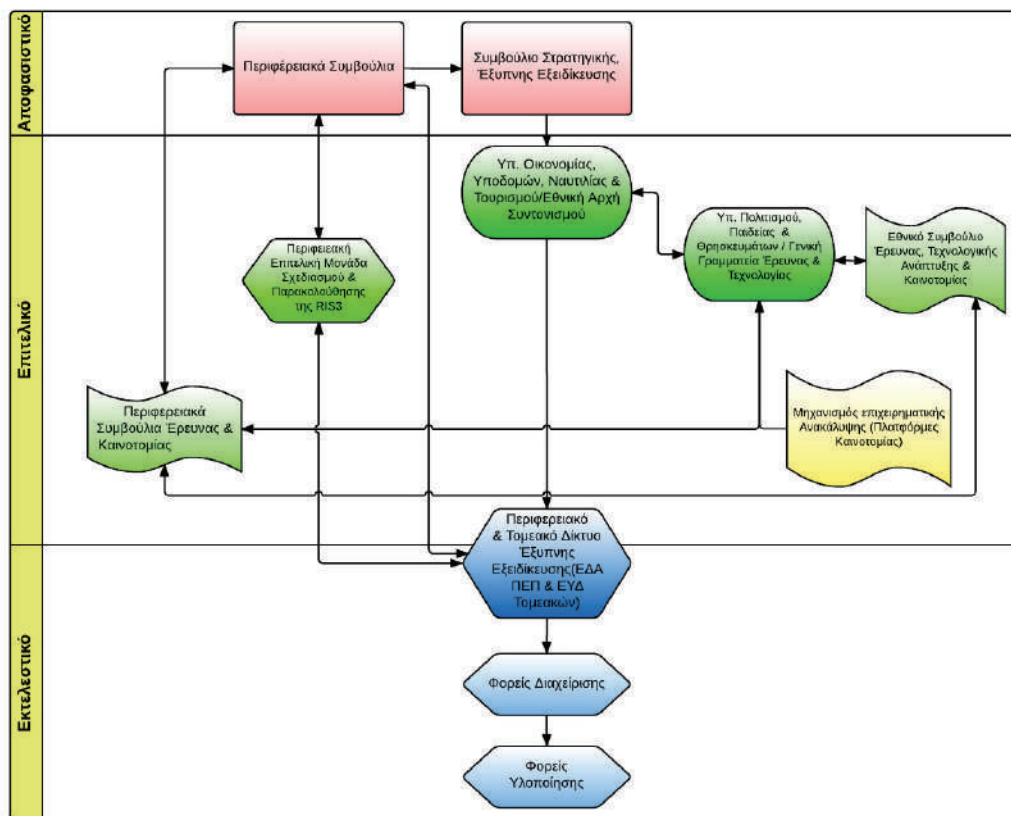 Αποφασιστικό
Περιφέρειακά Συμβούλια
Συμβούλιο Στρατηγικής,
Έξυπνης Εξειδίκευσης
Επιτελικό
Υπ. Οικονομίας,
Υποδομών, Ναυτιλίας &
Τουρισμού/Εθνική Αρχή
Συντονισμού
Υπ. Πολιτισμού,
Παιδείας &
Θρησκευμάτων / Γενική
Γραμματεία Έρευνας &
Τεχνολογίας
Εθνικό Συμβούλιο
Έρευνας, Τεχνολογικής
Ανάπτυξης &
Καινοτομίας
Περιφειεακή
Επιτελική Μονάδα
Σχεδιασμού &
Παρακολούθησης
της RIS3
Περιφερειακά
Συμβούλια Έρευνας &
Καινοτομίας
Μηχανισμός επιχειρηματικής
Ανακάλυψης (Πλατφόρμες
Καινοτομίας)
Περιφερειακό
& Τομεακό Δίκτυο
Έξυπνης
Εξειδίκευσης(ΕΔΑ
ΠΕΠ & ΕΥΔ
Τομεακών)
Εκτελεστικό
Φορείς Διαχείρισης
Φορείς
Υλοποίησης